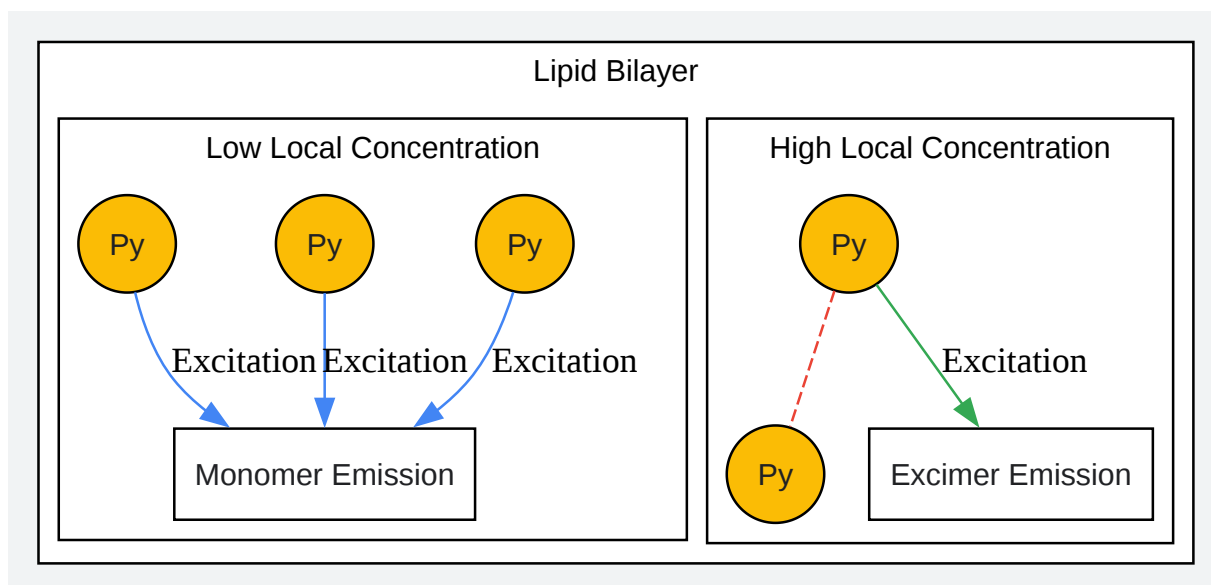 Lipid Bilayer
Low Local Concentration
Py
Py
Py
Excitation
Excitation
Excitation
Monomer Emission
High Local Concentration
Py
Excitation
Py
Excimer Emission